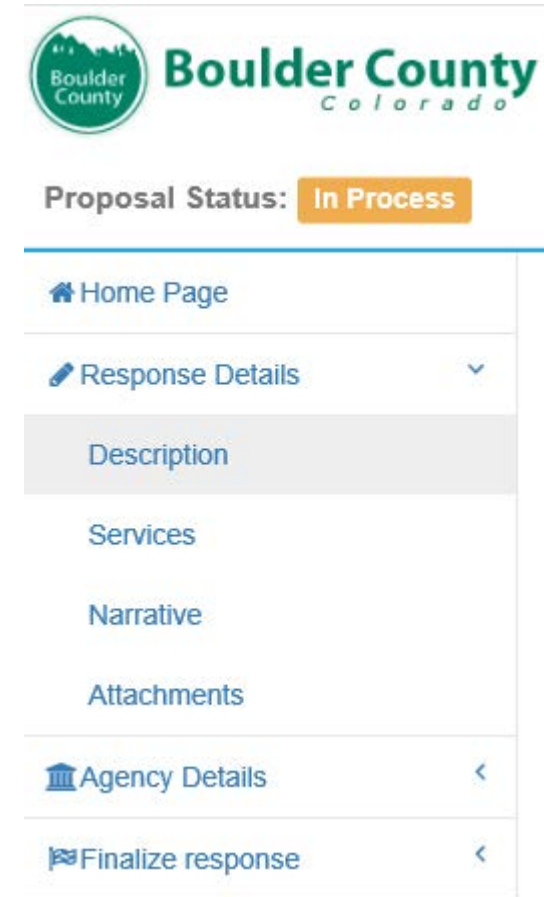 Boulder
County
Boulder County
Colorado
Proposal Status: In Process
Home Page
Response Details
Description
Services
Narrative
Attachments
Agency Details
Finalize response